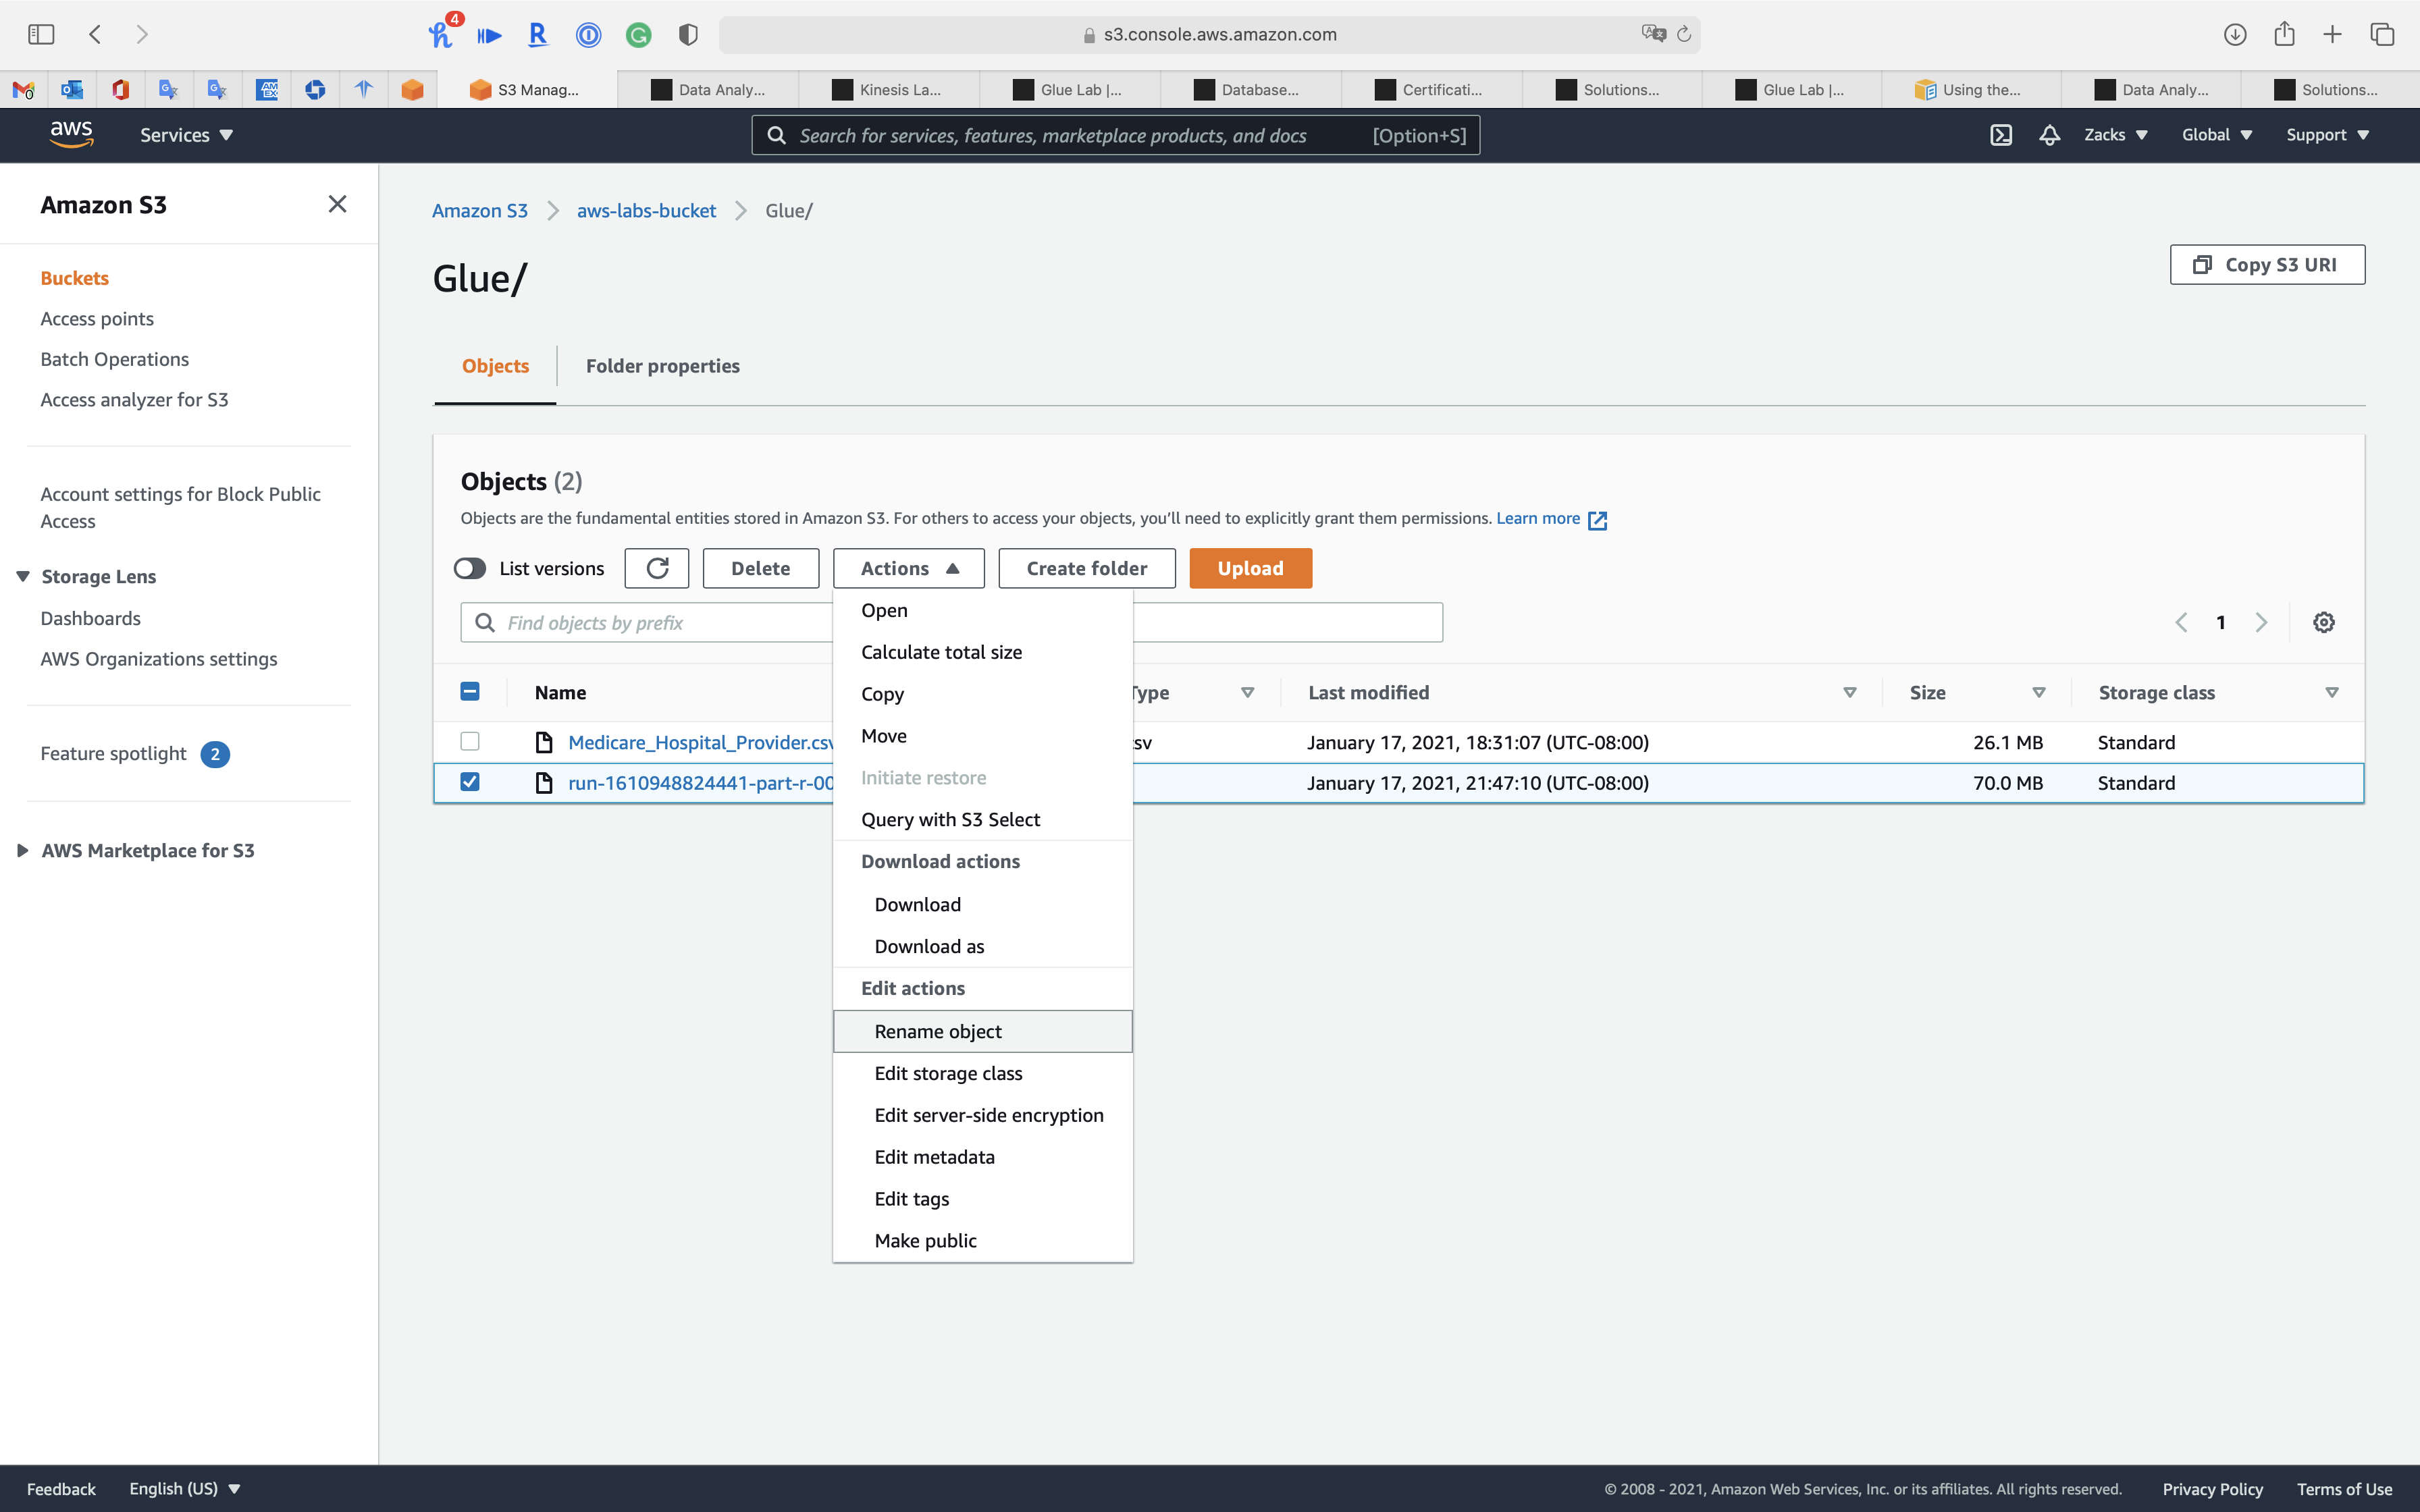 4
s3.console.aws.amazon.com
S3 Manag...
Data Analy...
Kinesis La...
Glue Lab |...
Database...
Certificati...
Solutions...
Glue Lab |...
Using the...
Data Analy...
Solutions...
aws
Services
Search for services, features, marketplace products, and docs [Option+S]
Zacks
Global
Support
Amazon S3
Buckets
Access points
Batch Operations
Access analyzer for S3
Account settings for Block Public
Access
Storage Lens
Dashboards
AWS Organizations settings
Feature spotlight 2
AWS Marketplace for S3
Amazon S3
aws-labs-bucket
Glue/
Glue/
Copy S3 URI
Objects
Folder properties
Objects (2)
Objects are the fundamental entities stored in Amazon S3. For others to access your objects, you'll need to explicitly grant them permissions. Learn more
List versions
Delete
Actions
Create folder
Upload
Find objects by prefix
1
Name
Type
Last modified
Size
Storage class
Medicare_Hospital_Provider.csv
January 17, 2021, 18:31:07 (UTC-08:00)
26.1 MB
Standard
run-1610948824441-part-r-00
January 17, 2021, 21:47:10 (UTC-08:00)
70.0 MB
Standard
Open
Calculate total size
Copy
Move
Initiate restore
Query with S3 Select
Download actions
Download
Download as
Edit actions
Rename object
Edit storage class
Edit server-side encryption
Edit metadata
Edit tags
Make public
Feedback
English (US)
© 2008 - 2021, Amazon Web Services, Inc. or its affiliates. All rights reserved.
Privacy Policy
Terms of Use